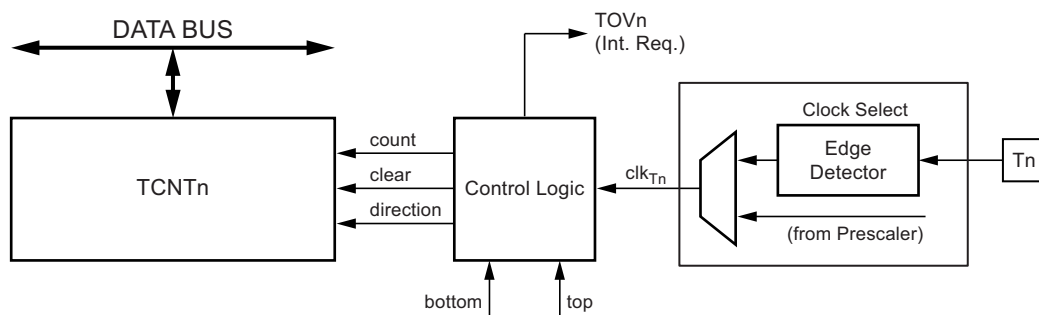 DATA BUS
TOVn
(Int. Req.)
Clock Select
TCNTn
count
clear
direction
Control Logic
clkTn
Edge
Detector
Tn
(from Prescaler)
bottom
top